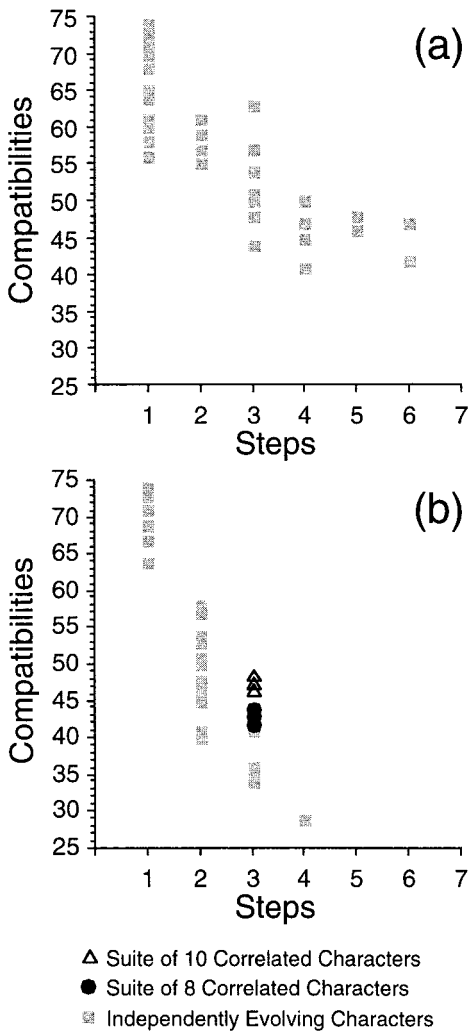 (a)
75
70
65
60
55
50
45
40
35
30
25
Compatibilities
1 2 3 4 5 6 7
Steps
(b)
75
70
65
60
55
50
45
40
35
30
25
Compatibilities
1 2 3 4 5 6 7
Steps
Suite of 10 Correlated Characters
Suite of 8 Correlated Characters
Independently Evolving Characters